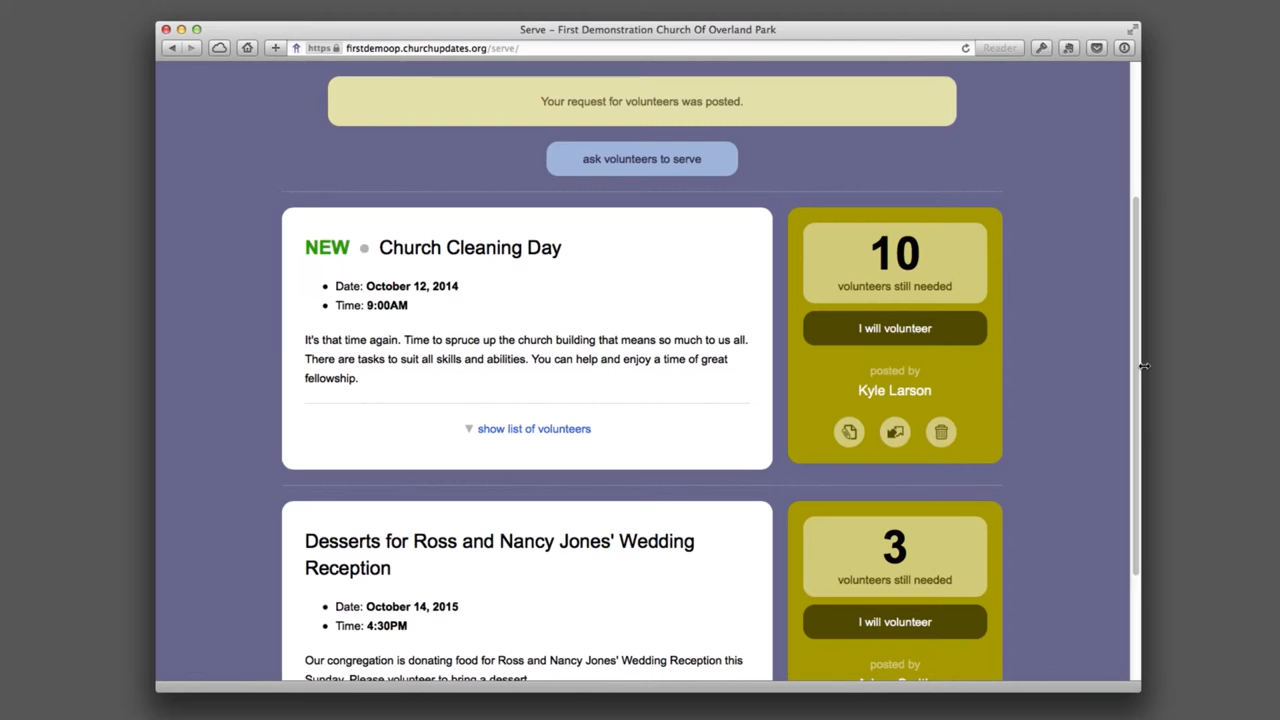 Serve – First Demonstration Church Of Overland Park
https firstdemoop.churchupdates.org/serve/
Reader
Your request for volunteers was posted.
ask volunteers to serve
NEW Church Cleaning Day
Date: October 12, 2014
Time: 9:00AM
It's that time again. Time to spruce up the church building that means so much to us all.
There are tasks to suit all skills and abilities. You can help and enjoy a time of great
fellowship.
show list of volunteers
10
volunteers still needed
I will volunteer
posted by
Kyle Larson
Desserts for Ross and Nancy Jones' Wedding
Reception
Date: October 14, 2015
Time: 4:30PM
Our congregation is donating food for Ross and Nancy Jones' Wedding Reception this
Sunday. Please volunteer to bring a dessert
3
volunteers still needed
I will volunteer
posted by